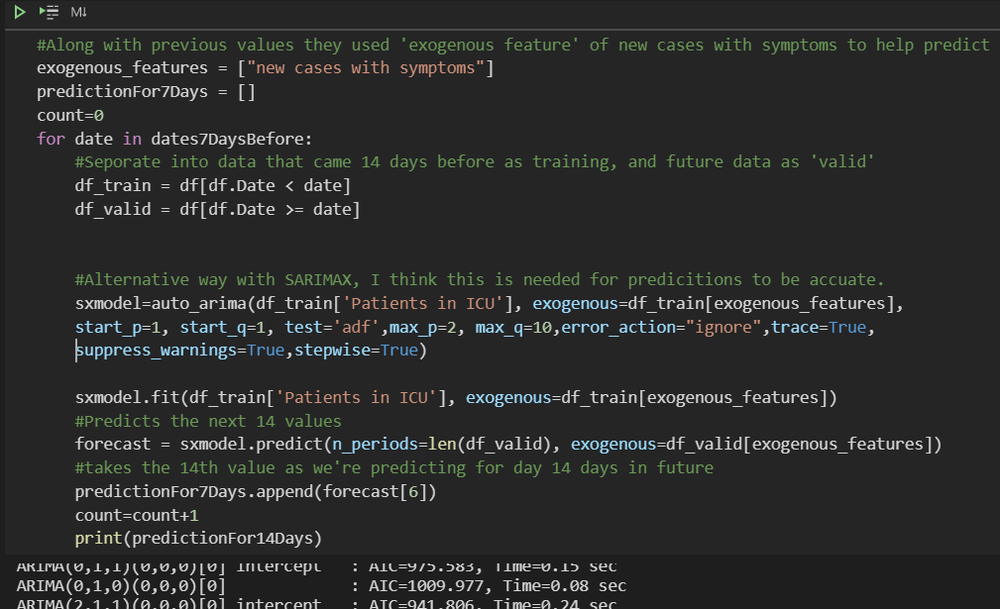 M↓
#Along with previous values they used 'exogenous feature' of new cases with symptoms to help predict
exogenous_features = ["new cases with symptoms"]
predictionFor7Days = []
count=0
for date in dates7DaysBefore:
    #Seporate into data that came 14 days before as training, and future data as 'valid'
    df_train = df[df.Date < date]
    df_valid = df[df.Date >= date]
    #Alternative way with SARIMAX, I think this is needed for predicitions to be accuate.
    sxmodel=auto_arima(df_train['Patients in ICU'], exogenous=df_train[exogenous_features],
    start_p=1, start_q=1, test='adf',max_p=2, max_q=10,error_action="ignore",trace=True,
    suppress_warnings=True,stepwise=True)
    sxmodel.fit(df_train['Patients in ICU'], exogenous=df_train[exogenous_features])
    #Predicts the next 14 values
    forecast = sxmodel.predict(n_periods=len(df_valid), exogenous=df_valid[exogenous_features])
    #takes the 14th value as we're predicting for day 14 days in future
    predictionFor7Days.append(forecast[6])
    count=count+1
    print(predictionFor14Days)
ARIMA(0,1,1)(0,0,0)[0] intercept   : AIC=975.583, Time=0.15 sec
ARIMA(0,1,0)(0,0,0)[0]             : AIC=1009.977, Time=0.08 sec
ARIMA(2,1,1)(0,0,0)[0] intercept   : AIC=941.806, Time=0.24 sec